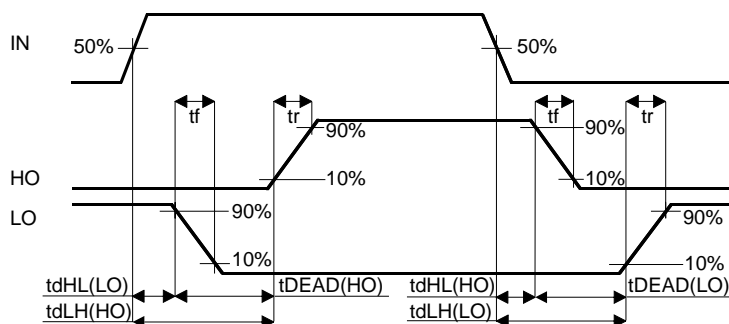 IN
50%
50%
tf
tr
tf
tr
90%
90%
HO
10%
10%
LO
90%
90%
10%
10%
tdHL(LO)
tDEAD(HO)
tdHL(HO)
tDEAD(LO)
tdLH(HO)
tdLH(LO)